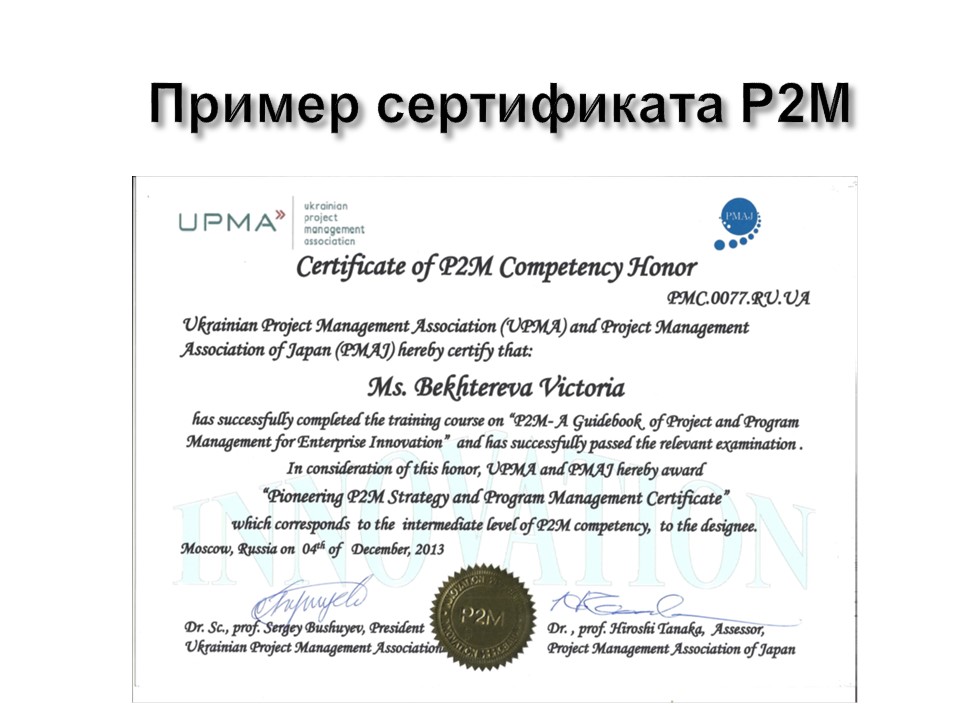 Пример сертификата P2M
UPMA
ukrainian
project
management
association
PMAJ
Certificate of P2M Competency Honor
PMC.0077.RU.UA
Ukrainian Project Management Association (UPMA) and Project Management
Association of Japan (PMAJ) hereby certify that:
Ms. Bekhtereva Victoria
has successfully completed the training course on "P2M- A Guidebook of Project and Program
Management for Enterprise Innovation" and has successfully passed the relevant examination .
In consideration of this honor, UPMA and PMAJ hereby award
"Pioneering P2M Strategy and Program Management Certificate"
which corresponds to the intermediate level of P2M competency, to the designee.
INNOVATION
Moscow, Russia on 04th of December, 2013
P2M
Dr. Sc., prof. Sergey Bushuyev, President
Ukrainian Project Management Association
Dr. , prof. Hiroshi Tanaka, Assessor,
Project Management Association of Japan